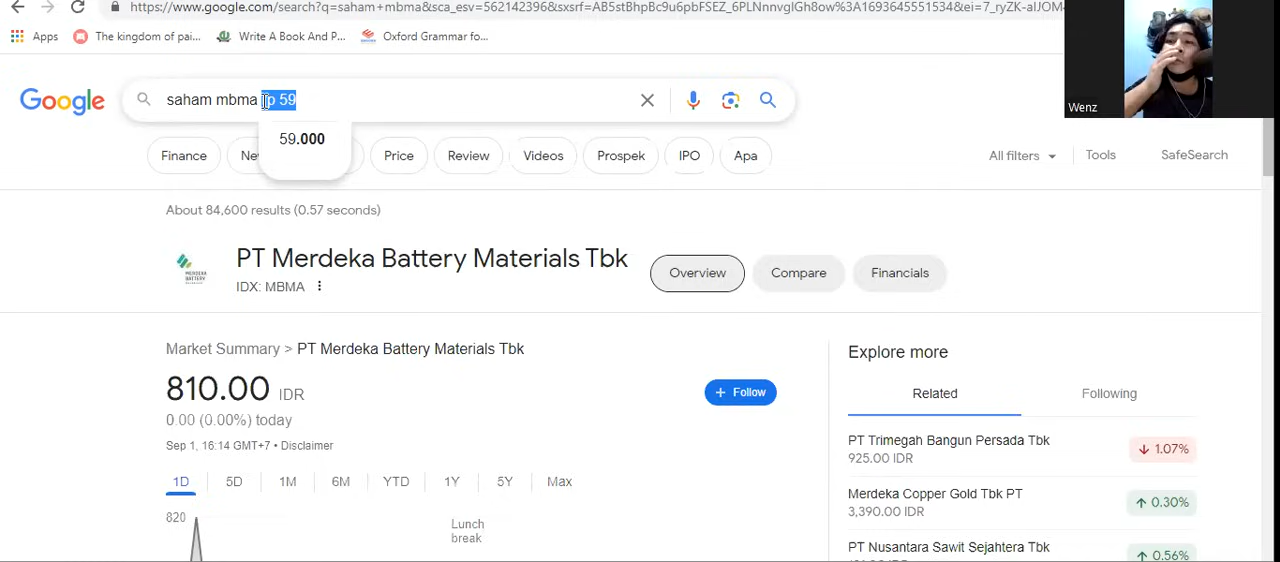 https://www.google.com/search?q=saham+mbma&sca_esv=562142396&sxsrf=AB5stBhpBc9u6pbFSEZ_6PLNnnvgIGh8ow%3A1693645551534&ei=7_ryZK-aIJOM4
Apps The kingdom of pai... Write A Book And P... Oxford Grammar fo...
Wenz
Google saham mbma rp 59
59.000
Finance Ne Price Review Videos Prospek IPO Apa All filters Tools SafeSearch
About 84,600 results (0.57 seconds)
MERDEKA BATTERY
PT Merdeka Battery Materials Tbk
IDX: MBMA
Overview Compare Financials
Market Summary > PT Merdeka Battery Materials Tbk
810.00 IDR
+ Follow
0.00 (0.00%) today
Sep 1, 16:14 GMT+7 • Disclaimer
1D 5D 1M 6M YTD 1Y 5Y Max
820
Lunch
break
Explore more
Related Following
PT Trimegah Bangun Persada Tbk
925.00 IDR
↓ 1.07%
Merdeka Copper Gold Tbk PT
3,390.00 IDR
↑ 0.30%
PT Nusantara Sawit Sejahtera Tbk
↑ 0.56%